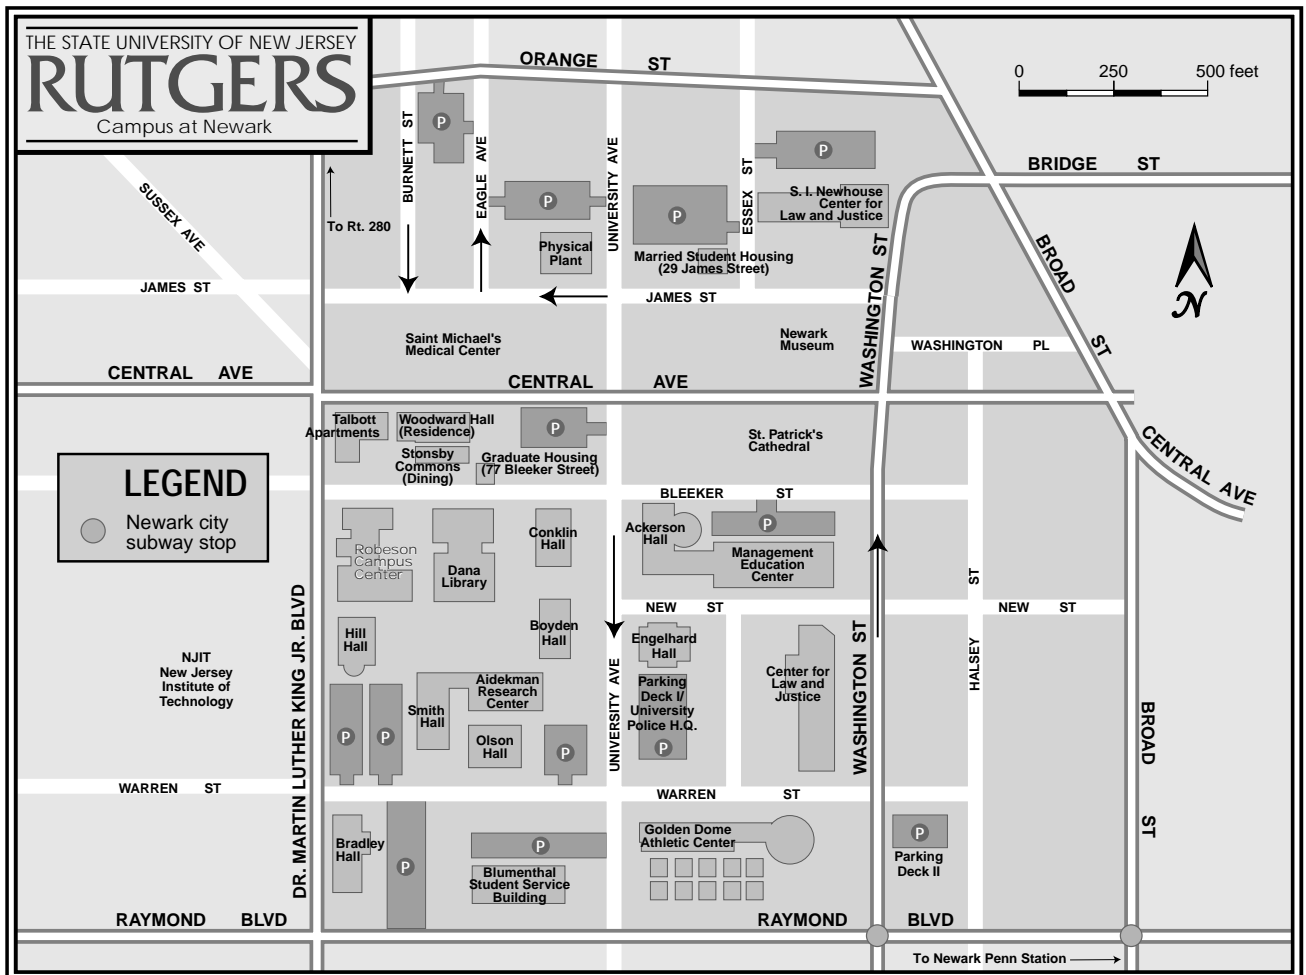 THE STATE UNIVERSITY OF NEW JERSEY
RUTGERS
Campus at Newark
ORANGE ST
0 250 500 feet
BURNETT ST
EAGLE AVE
UNIVERSITY AVE
ESSEX ST
P
P
P
P
BRIDGE ST
SUSSEX AVE
To Rt. 280
S. I. Newhouse
Center for
Law and Justice
Physical
Plant
Married Student Housing
(29 James Street)
WASHINGTON ST
BROAD ST
N
JAMES ST
JAMES ST
Saint Michael's
Medical Center
Newark
Museum
WASHINGTON PL
CENTRAL AVE
CENTRAL AVE
CENTRAL AVE
Talbott
Apartments
Woodward Hall
(Residence)
Stonsby
Commons
(Dining)
P
Graduate Housing
(77 Bleeker Street)
St. Patrick's
Cathedral
LEGEND
Newark city
subway stop
BLEEKER ST
Robeson
Campus
Center
Dana
Library
Conklin
Hall
Ackerson
Hall
P
Management
Education
Center
NEW ST
NEW ST
HALSEY ST
DR. MARTIN LUTHER KING JR. BLVD
NJIT
New Jersey
Institute of
Technology
Hill
Hall
Boyden
Hall
Engelhard
Hall
Center for
Law and
Justice
WASHINGTON ST
Aidekman
Research
Center
Smith
Hall
Olson
Hall
P
P
P
UNIVERSITY AVE
Parking
Deck I/
University
Police H.Q.
P
BROAD ST
WARREN ST
WARREN ST
Bradley
Hall
P
P
Blumenthal
Student Service
Building
Golden Dome
Athletic Center
P
Parking
Deck II
RAYMOND BLVD
RAYMOND BLVD
To Newark Penn Station